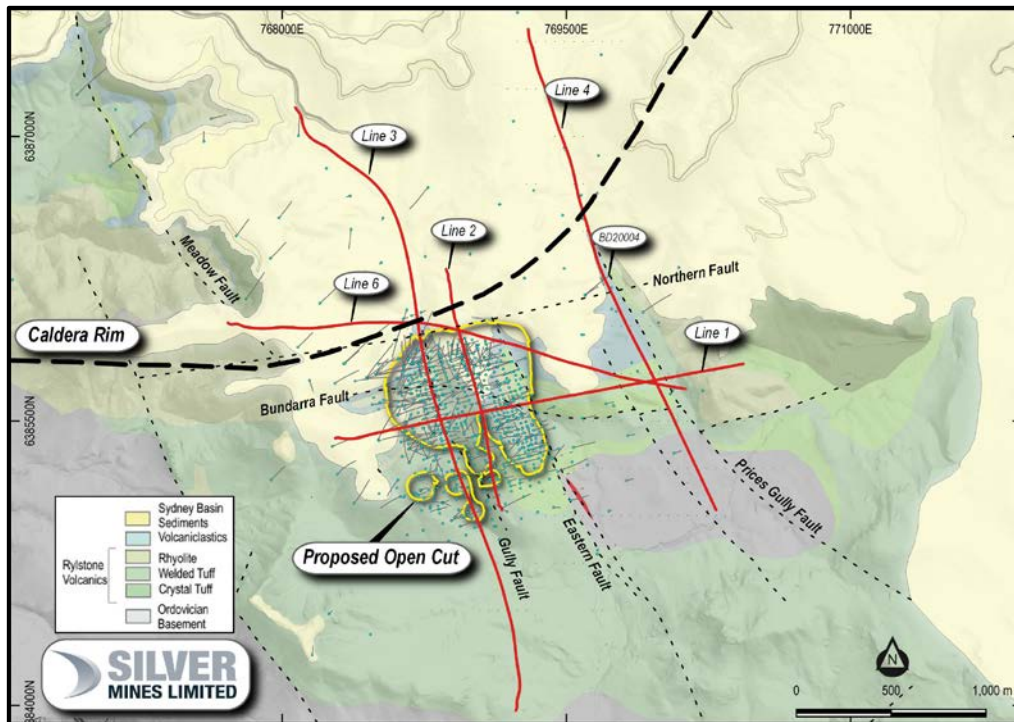 768000E
769500E
771000E
6387000N
6385500N
384000N
Line 3
Line 4
Line 2
BD20004
Meadow Fault
Northern Fault
Line 6
Line 1
Caldera Rim
Bundarra Fault
Prices Gully Fault
Eastern Fault
Gully Fault
Proposed Open Cut
Sydney Basin
Sediments
Volcaniclastics
Rylstone
Volcanics
Rhyolite
Welded Tuff
Crystal Tuff
Ordovician
Basement
SILVER
MINES LIMITED
N
0 500 1,000 m